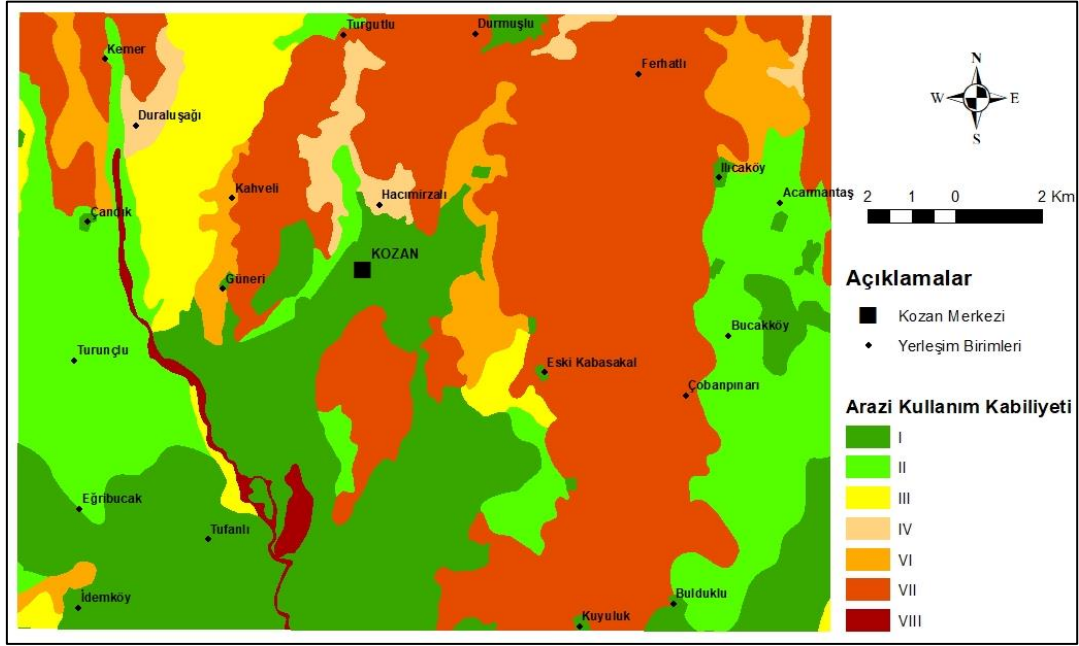 Turgutlu
Durmuşlu
Kemer
Ferhatlı
Duraluşağı
Ilıcaköy
Kahveli
Hacımirzalı
Acarmantaş
Çandık
KOZAN
Güneri
Bucakköy
Turunçlu
Eski Kabasakal
Çobanpınarı
Eğribucak
Tufanlı
İdemköy
Bulduklu
Kuyuluk
N
W E
S
2 1 0 2 Km
Açıklamalar
Kozan Merkezi
Yerleşim Birimleri
Arazi Kullanım Kabiliyeti
I
II
III
IV
VI
VII
VIII